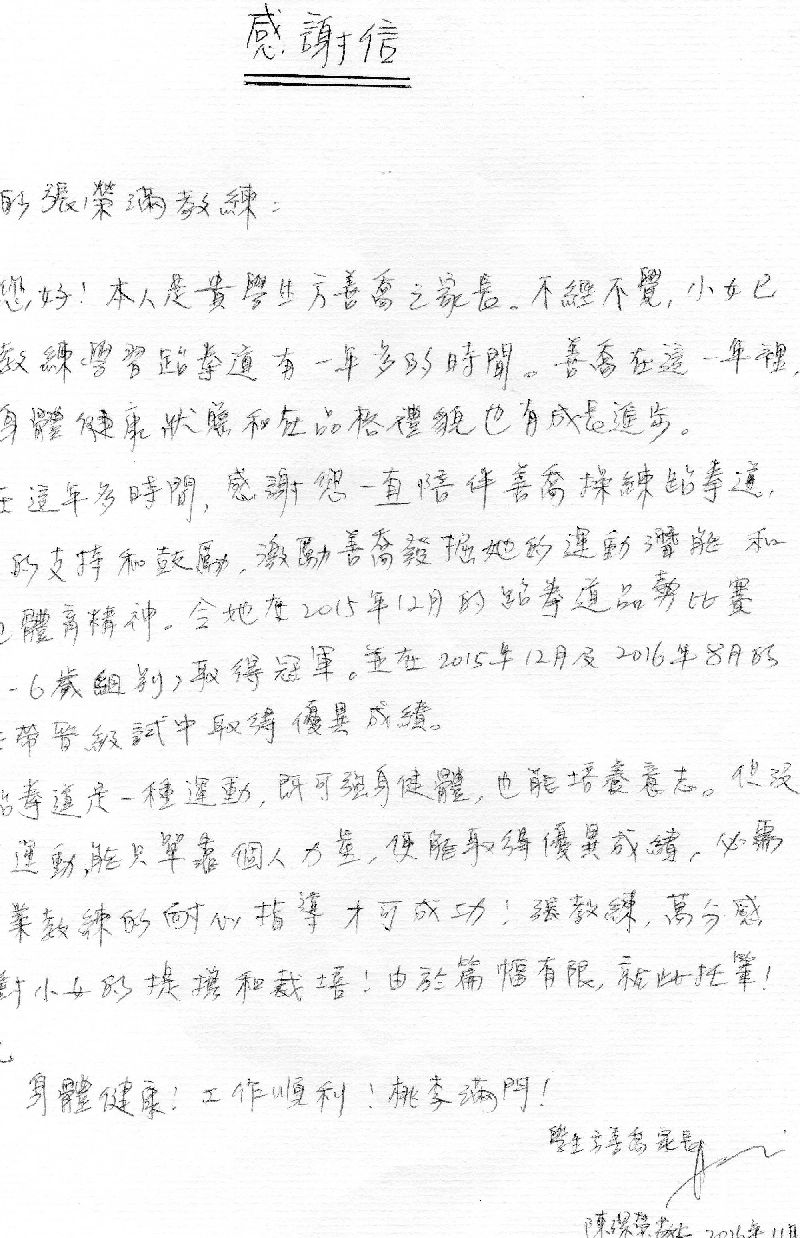 感謝信
的張榮滿教練：
您好！本人是貴學生方善喬之家長。不經不覺，小女已
教練學習跆拳道有一年多的時間。善喬在這一年裡，
身體健康狀態和在品格禮貌也有成長進步。
在這年多時間，感謝您一直陪伴善喬操練跆拳道，
的支持和鼓勵，激勵善喬發掘她的運動潛能和
體育精神。令她在2015年12月的跆拳道品勢比賽
-6歲組別，取得冠軍。並在2015年12月及2016年8月的
帶晉級試中取得優異成績。
跆拳道是一種運動，既可強身健體，也能培養意志。但沒
運動，能只單靠個人力量，便能取得優異成績，必需
業教練的耐心指導才可成功！張教練，萬分感
對小女的提攜和栽培！由於篇幅有限，就此擱筆！
身體健康！工作順利！桃李滿門！
學生方善喬家長
陳 榮 2016年11月